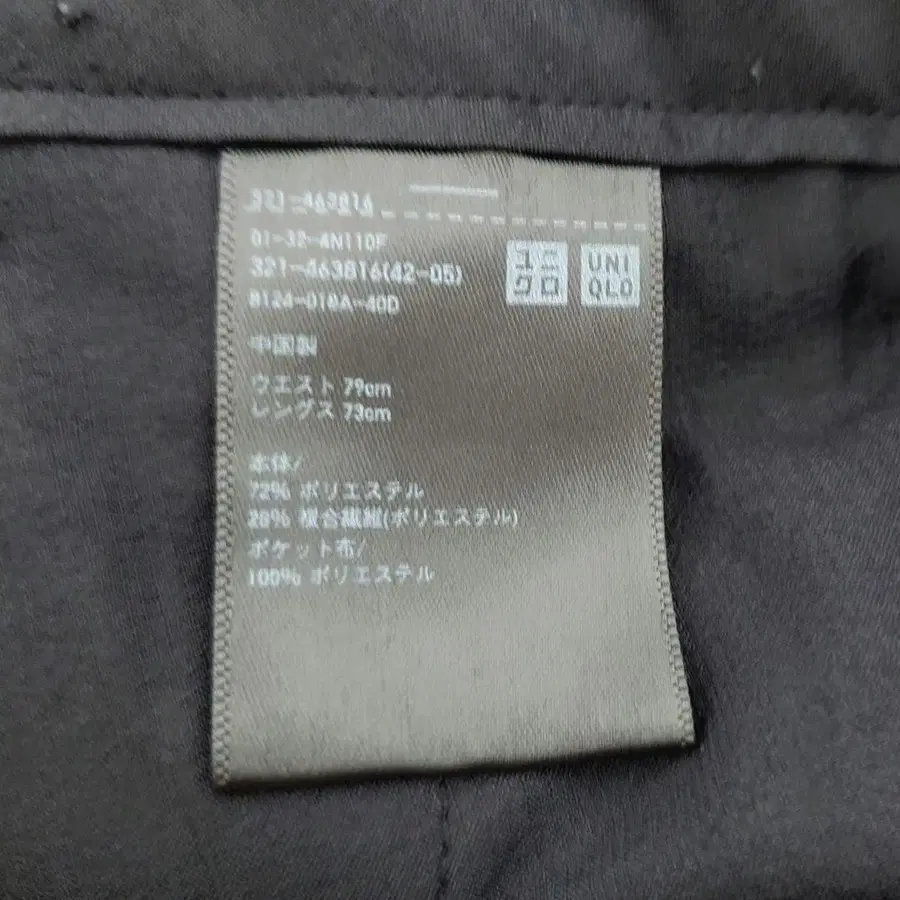 321-463816
01-32-4N110F
321-463816(42-05)
8124-018A-40D
ユニ
クロ
UNI
QLO
中国製
ウエスト 79cm
レングス 73cm
本体/
72% ポリエステル
28% 複合繊維(ポリエステル)
ポケット布/
100% ポリエステル